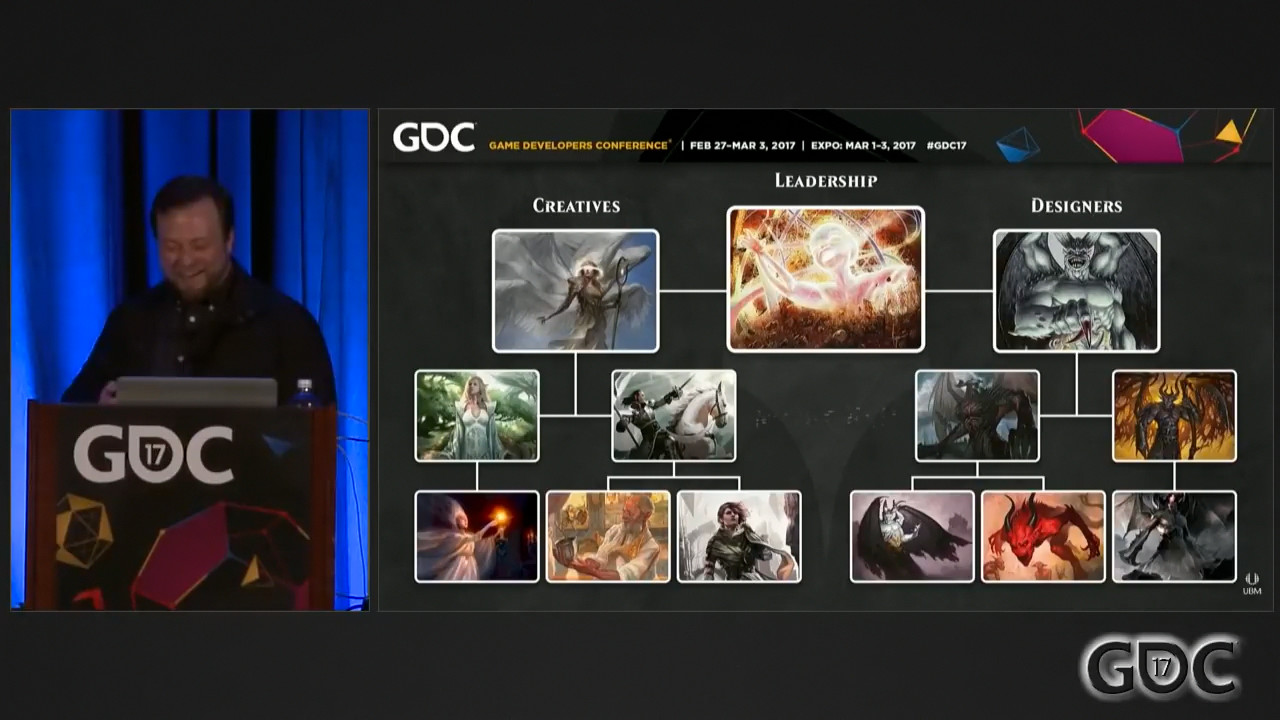 GDC
GAME DEVELOPERS CONFERENCE® | FEB 27–MAR 3, 2017 | EXPO: MAR 1–3, 2017 #GDC17
LEADERSHIP
CREATIVES
DESIGNERS
GDC
17
UBM
GDC
17